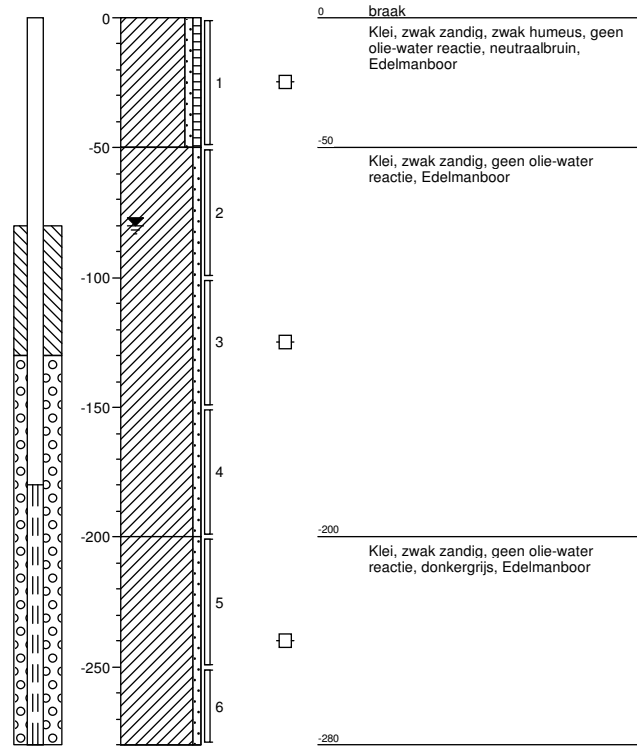 0
-50
-100
-150
-200
-250
1
2
3
4
5
6
0 braak
Klei, zwak zandig, zwak humeus, geen
olie-water reactie, neutraalbruin,
Edelmanboor
-50
Klei, zwak zandig, geen olie-water
reactie, Edelmanboor
-200
Klei, zwak zandig, geen olie-water
reactie, donkergrijs, Edelmanboor
-280